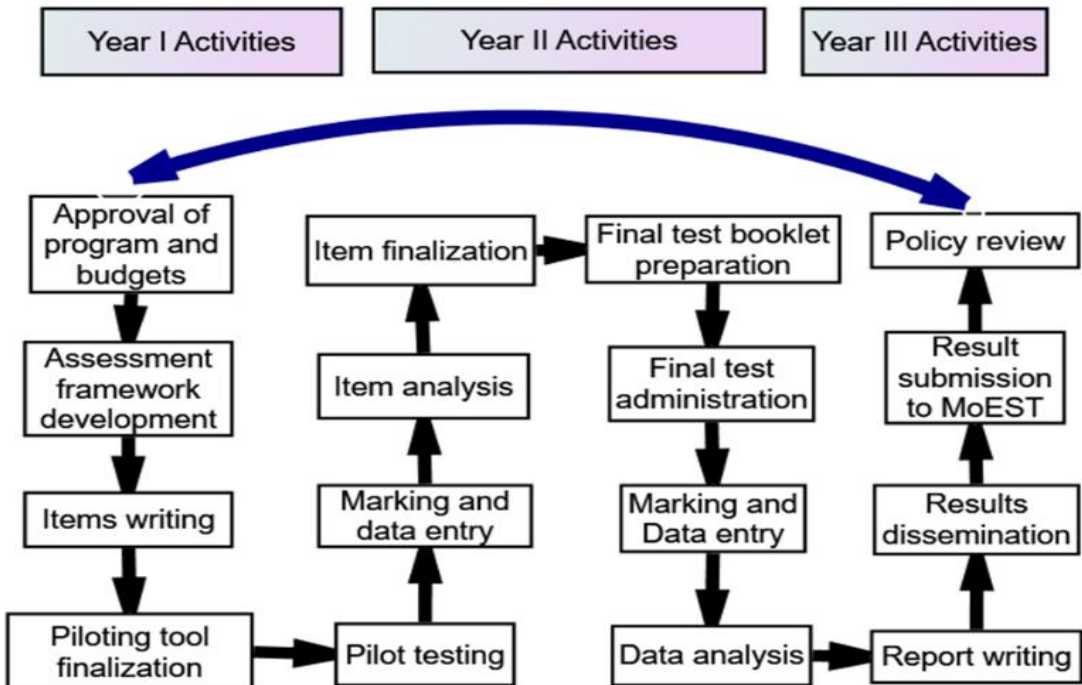 Year I Activities
Year II Activities
Year III Activities
Approval of
program and
budgets
Assessment
framework
development
Items writing
Piloting tool
finalization
Pilot testing
Marking and
data entry
Item analysis
Item finalization
Final test booklet
preparation
Final test
administration
Marking and
Data entry
Data analysis
Report writing
Results
dissemination
Result
submission
to MoEST
Policy review